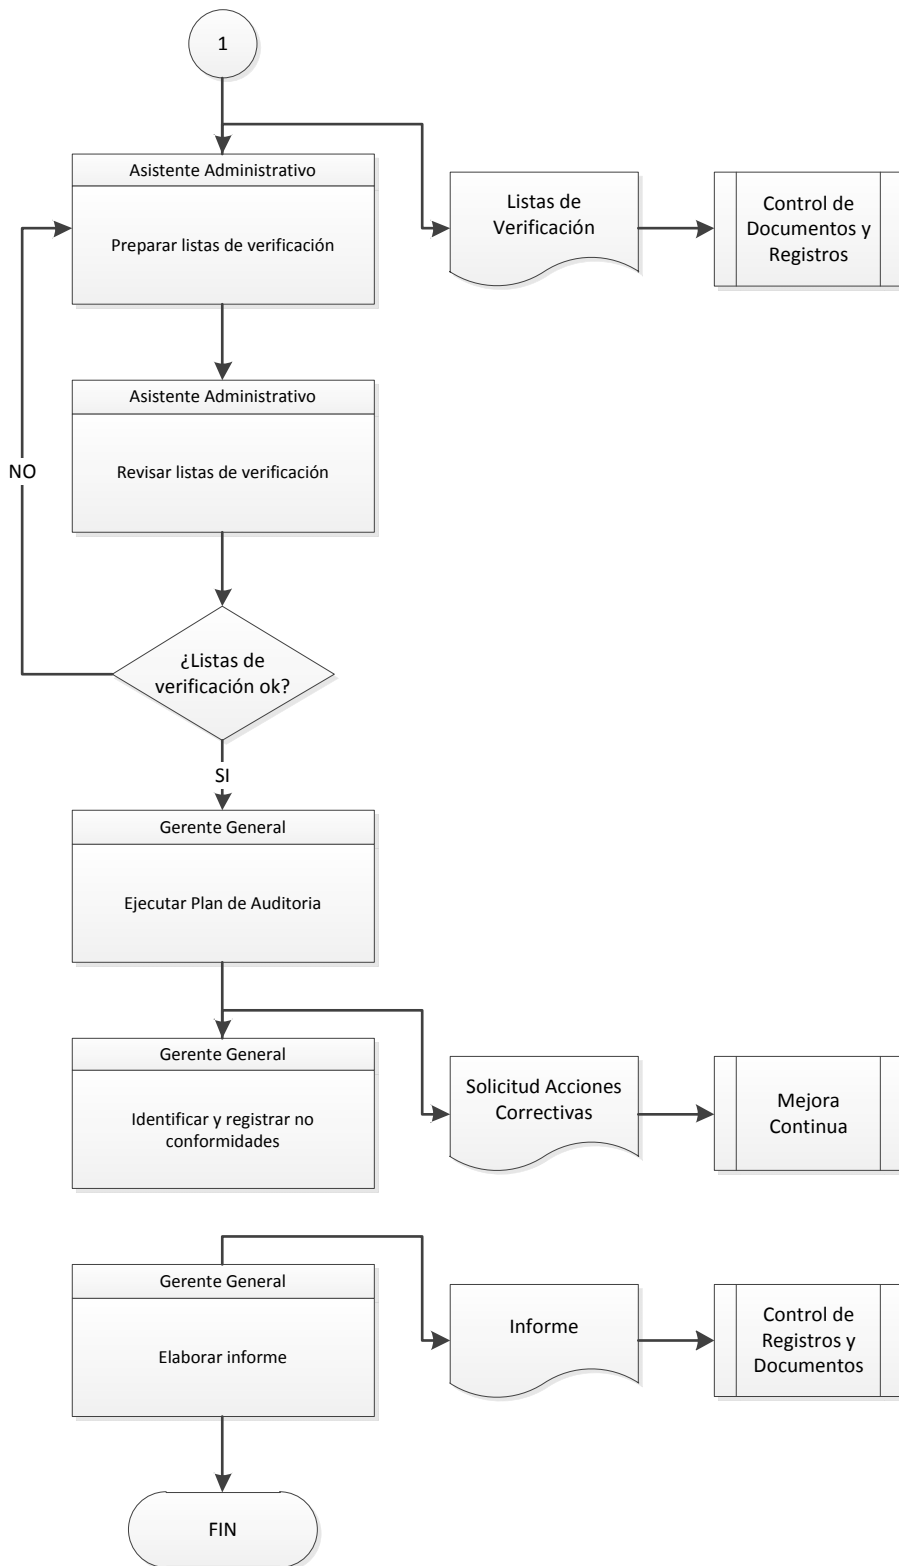 1
Asistente Administrativo
Preparar listas de verificación
Listas de
Verificación
Control de
Documentos y
Registros
Asistente Administrativo
Revisar listas de verificación
NO
¿Listas de
verificación ok?
SI
Gerente General
Ejecutar Plan de Auditoria
Gerente General
Identificar y registrar no
conformidades
Solicitud Acciones
Correctivas
Mejora
Continua
Gerente General
Elaborar informe
Informe
Control de
Registros y
Documentos
FIN